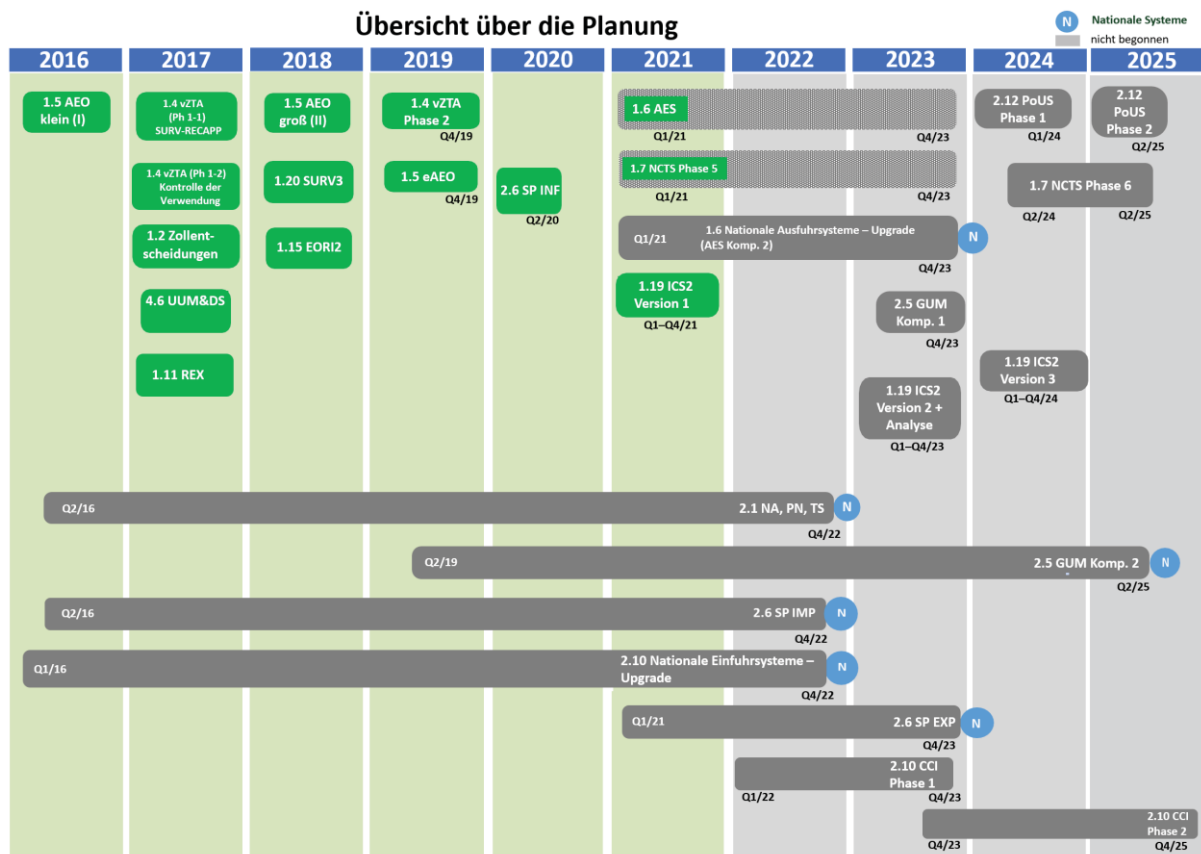 Übersicht über die Planung
N Nationale Systeme
nicht begonnen
2016 2017 2018 2019 2020 2021 2022 2023 2024 2025
1.5 AEO
klein (I)
1.4 vZTA
(Ph 1-1)
SURV-RECAPP
1.5 AEO
groß (II)
1.4 vZTA
Phase 2
Q4/19
1.6 AES
Q1/21
Q4/23
2.12 PoUS
Phase 1
Q1/24
2.12
PoUS
Phase 2
Q2/25
1.4 vZTA (Ph 1-2)
Kontrolle der
Verwendung
1.20 SURV3
1.5 eAEO
Q4/19
2.6 SP INF
Q2/20
1.7 NCTS Phase 5
Q1/21
Q4/23
1.7 NCTS Phase 6
Q2/24
Q2/25
1.2 Zollent-
scheidungen
1.15 EORI2
Q1/21
1.6 Nationale Ausfuhrsysteme – Upgrade
(AES Komp. 2)
N
Q4/23
4.6 UUM&DS
1.19 ICS2
Version 1
Q1–Q4/21
2.5 GUM
Komp. 1
Q4/23
1.11 REX
1.19 ICS2
Version 2 +
Analyse
Q1–Q4/23
1.19 ICS2
Version 3
Q1–Q4/24
Q2/16
2.1 NA, PN, TS
N
Q4/22
Q2/19
2.5 GUM Komp. 2
N
Q2/25
Q2/16
2.6 SP IMP
N
Q4/22
Q1/16
2.10 Nationale Einfuhrsysteme –
Upgrade
N
Q4/22
Q1/21
2.6 SP EXP
N
Q4/23
2.10 CCI
Phase 1
Q1/22
Q4/23
2.10 CCI
Phase 2
Q4/23
Q4/25